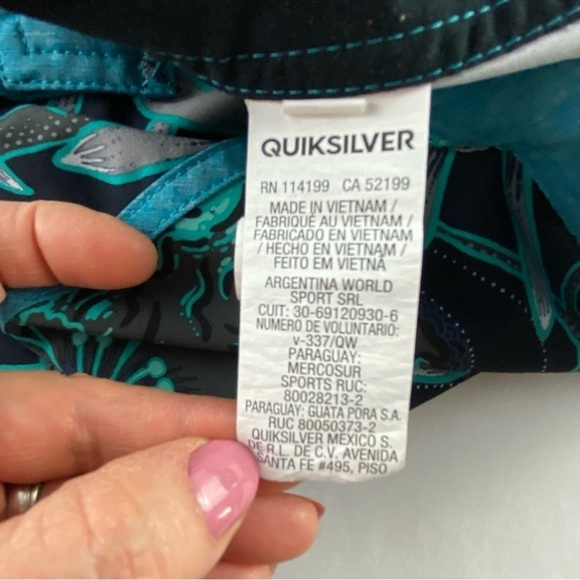 QUIKSILVER
RN 114199 CA 52199
MADE IN VIETNAM /
FABRIQUÉ AU VIETNAM /
FABRICADO EN VIETNAM
/ HECHO EN VIETNAM /
FEITO EM VIETNÃ
ARGENTINA WORLD
SPORT SRL
CUIT: 30-69120930-6
NUMERO DE VOLUNTARIO:
v-337/QW
PARAGUAY:
MERCOSUR
SPORTS RUC:
80028213-2
PARAGUAY: GUATA PORA S.A.
RUC 80050373-2
QUIKSILVER MEXICO S.
DE R.L. DE C.V. AVENIDA
SANTA FE #495, PISO